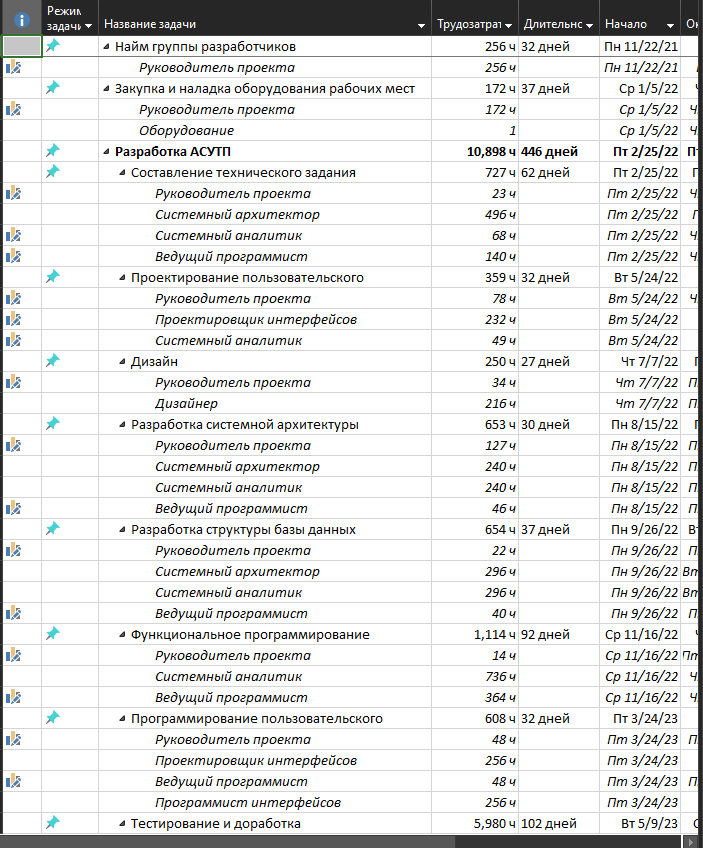 Режим задачи Название задачи Трудозатрат Длительнс Начало Ок
Найм группы разработчиков 256 ч 32 дней Пн 11/22/21
Руководитель проекта 256 ч Пн 11/22/21
Закупка и наладка оборудования рабочих мест 172 ч 37 дней Ср 1/5/22
Руководитель проекта 172 ч Ср 1/5/22
Оборудование 1 Ср 1/5/22
Разработка АСУТП 10,898 ч 446 дней Пт 2/25/22
Составление технического задания 727 ч 62 дней Пт 2/25/22
Руководитель проекта 23 ч Пт 2/25/22
Системный архитектор 496 ч Пт 2/25/22
Системный аналитик 68 ч Пт 2/25/22
Ведущий программист 140 ч Пт 2/25/22
Проектирование пользовательского 359 ч 32 дней Вт 5/24/22
Руководитель проекта 78 ч Вт 5/24/22
Проектировщик интерфейсов 232 ч Вт 5/24/22
Системный аналитик 49 ч Вт 5/24/22
Дизайн 250 ч 27 дней Чт 7/7/22
Руководитель проекта 34 ч Чт 7/7/22
Дизайнер 216 ч Чт 7/7/22
Разработка системной архитектуры 653 ч 30 дней Пн 8/15/22
Руководитель проекта 127 ч Пн 8/15/22
Системный архитектор 240 ч Пн 8/15/22
Системный аналитик 240 ч Пн 8/15/22
Ведущий программист 46 ч Пн 8/15/22
Разработка структуры базы данных 654 ч 37 дней Пн 9/26/22 Вт
Руководитель проекта 22 ч Пн 9/26/22
Системный архитектор 296 ч Пн 9/26/22 Вт
Системный аналитик 296 ч Пн 9/26/22 Вт
Ведущий программист 40 ч Пн 9/26/22
Функциональное программирование 1,114 ч 92 дней Ср 11/16/22
Руководитель проекта 14 ч Ср 11/16/22 Пт
Системный аналитик 736 ч Ср 11/16/22
Ведущий программист 364 ч Ср 11/16/22
Программирование пользовательского 608 ч 32 дней Пт 3/24/23
Руководитель проекта 48 ч Пт 3/24/23
Проектировщик интерфейсов 256 ч Пт 3/24/23
Ведущий программист 48 ч Пт 3/24/23
Программист интерфейсов 256 ч Пт 3/24/23
Тестирование и доработка 5,980 ч 102 дней Вт 5/9/23